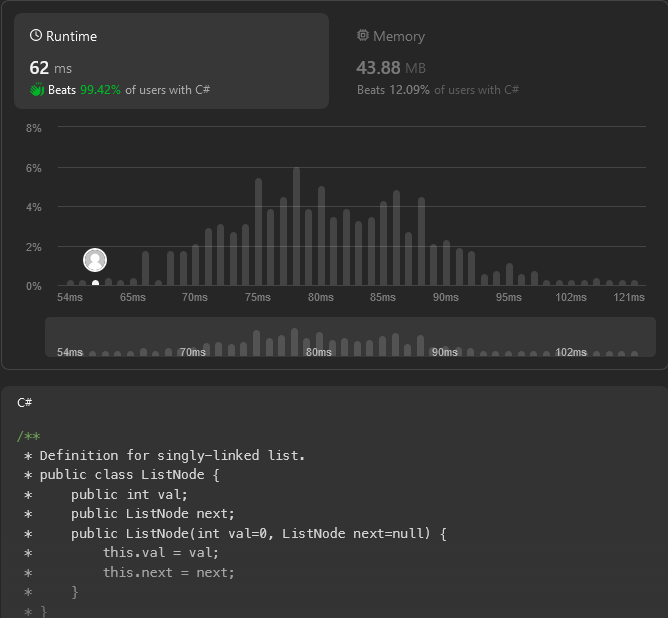 Runtime
62 ms
Beats 99.42% of users with C#
Memory
43.88 MB
Beats 12.09% of users with C#
8%
6%
4%
2%
0%
54ms 65ms 70ms 75ms 80ms 85ms 90ms 95ms 102ms 121ms
54ms 70ms 80ms 90ms 102ms
C#
/**
 * Definition for singly-linked list.
 * public class ListNode {
 *     public int val;
 *     public ListNode next;
 *     public ListNode(int val=0, ListNode next=null) {
 *         this.val = val;
 *         this.next = next;
 *     }
 * }